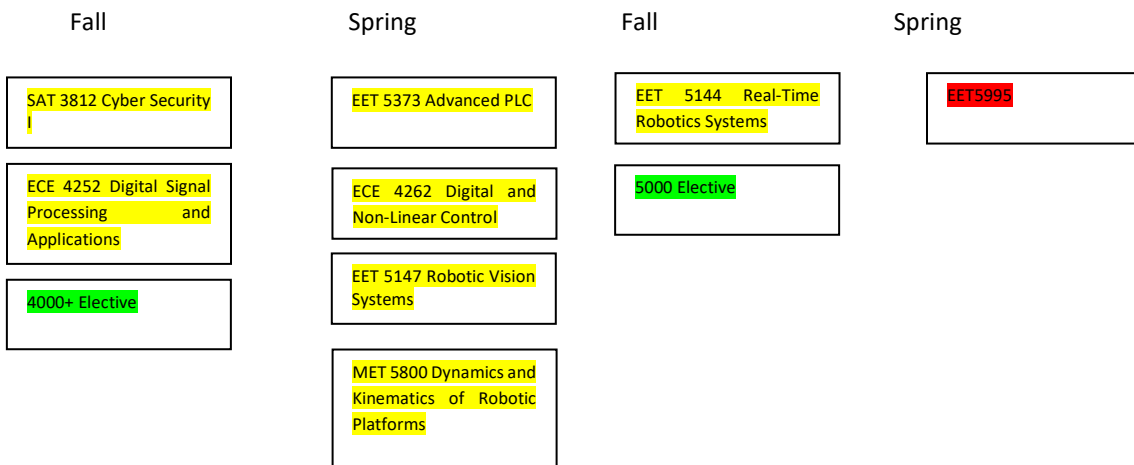 Fall
Spring
Fall
Spring
SAT 3812 Cyber Security
I
ECE 4252 Digital Signal
Processing and
Applications
4000+ Elective
EET 5373 Advanced PLC
ECE 4262 Digital and
Non-Linear Control
EET 5147 Robotic Vision
Systems
MET 5800 Dynamics and
Kinematics of Robotic
Platforms
EET 5144 Real-Time
Robotics Systems
5000 Elective
EET5995